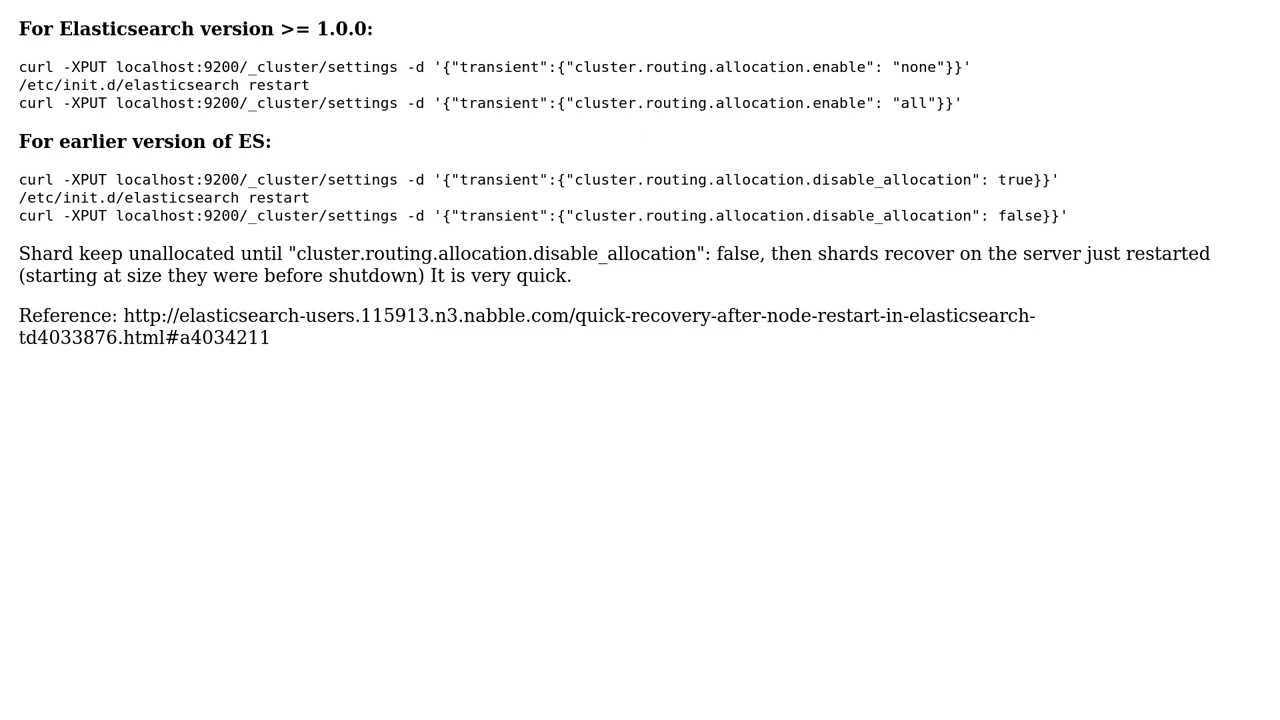 For Elasticsearch version >= 1.0.0:
curl -XPUT localhost:9200/_cluster/settings -d '{"transient":{"cluster.routing.allocation.enable": "none"}}'
/etc/init.d/elasticsearch restart
curl -XPUT localhost:9200/_cluster/settings -d '{"transient":{"cluster.routing.allocation.enable": "all"}}'
For earlier version of ES:
curl -XPUT localhost:9200/_cluster/settings -d '{"transient":{"cluster.routing.allocation.disable_allocation": true}}'
/etc/init.d/elasticsearch restart
curl -XPUT localhost:9200/_cluster/settings -d '{"transient":{"cluster.routing.allocation.disable_allocation": false}}'
Shard keep unallocated until "cluster.routing.allocation.disable_allocation": false, then shards recover on the server just restarted
(starting at size they were before shutdown) It is very quick.
Reference: http://elasticsearch-users.115913.n3.nabble.com/quick-recovery-after-node-restart-in-elasticsearch-
td4033876.html#a4034211